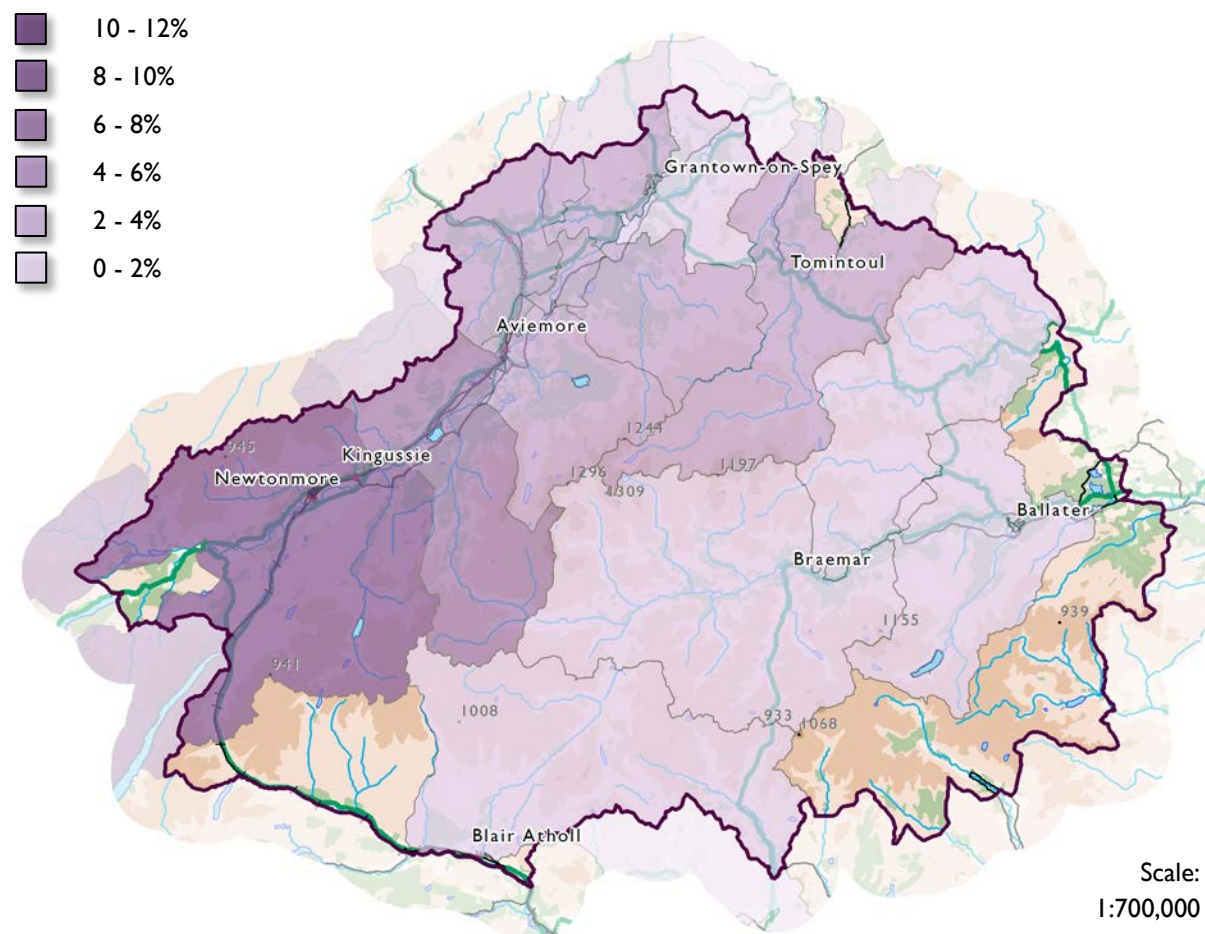 10 - 12%
8 - 10%
6 - 8%
4 - 6%
2 - 4%
0 - 2%
Grantown-on-Spey
Tomintoul
Aviemore
1244
945
Kingussie
1296
1197
Newtonmore
1309
Ballater
Braemar
939
1155
941
1008
933
1068
Blair Atholl
Scale:
1:700,000